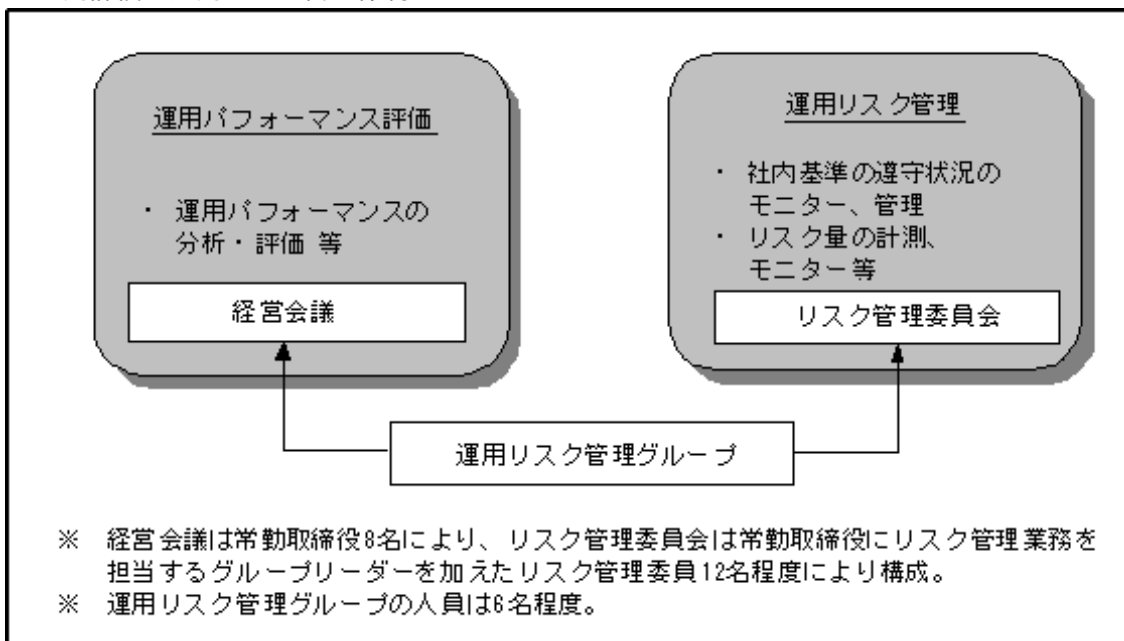 運用パフォーマンス評価
・ 運用パフォーマンスの
分析・評価 等
経営会議
運用リスク管理
・ 社内基準の遵守状況の
モニター、管理
・ リスク量の計測、
モニター等
リスク管理委員会
運用リスク管理グループ
※ 経営会議は常勤取締役8名により、リスク管理委員会は常勤取締役にリスク管理業務を
担当するグループリーダーを加えたリスク管理委員12名程度により構成。
※ 運用リスク管理グループの人員は6名程度。